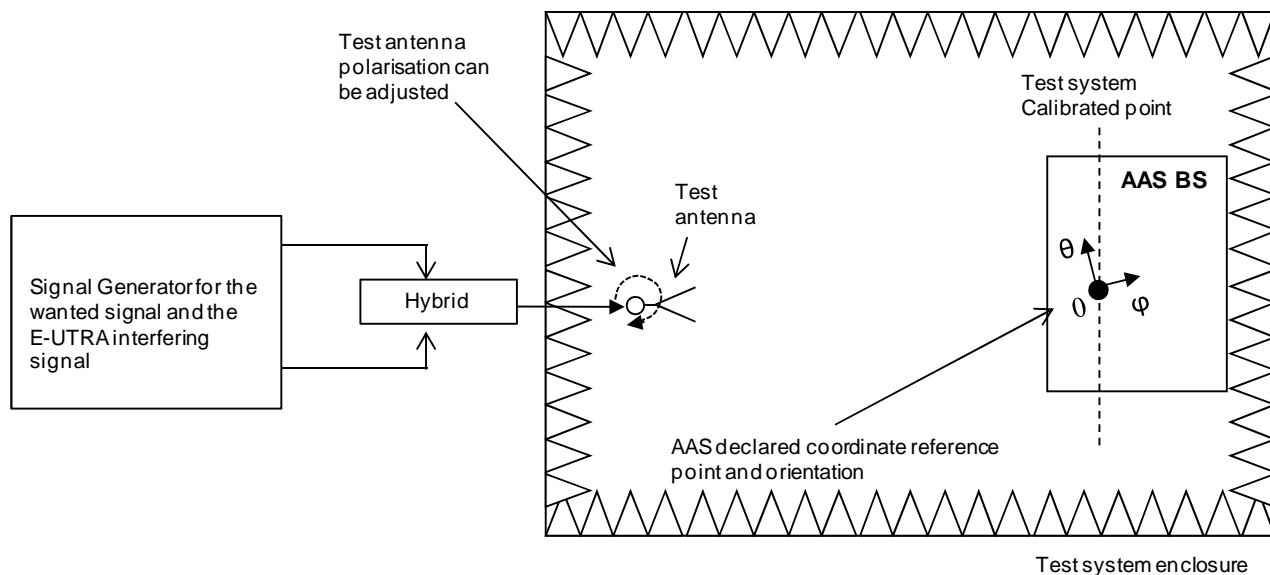 Test antenna
polarisation can
be adjusted
Test system
Calibrated point
AAS BS
Test
antenna
Signal Generator for the
wanted signal and the
E-UTRA interfering
signal
Hybrid
θ
0
φ
AAS declared coordinate reference
point and orientation
Test system enclosure